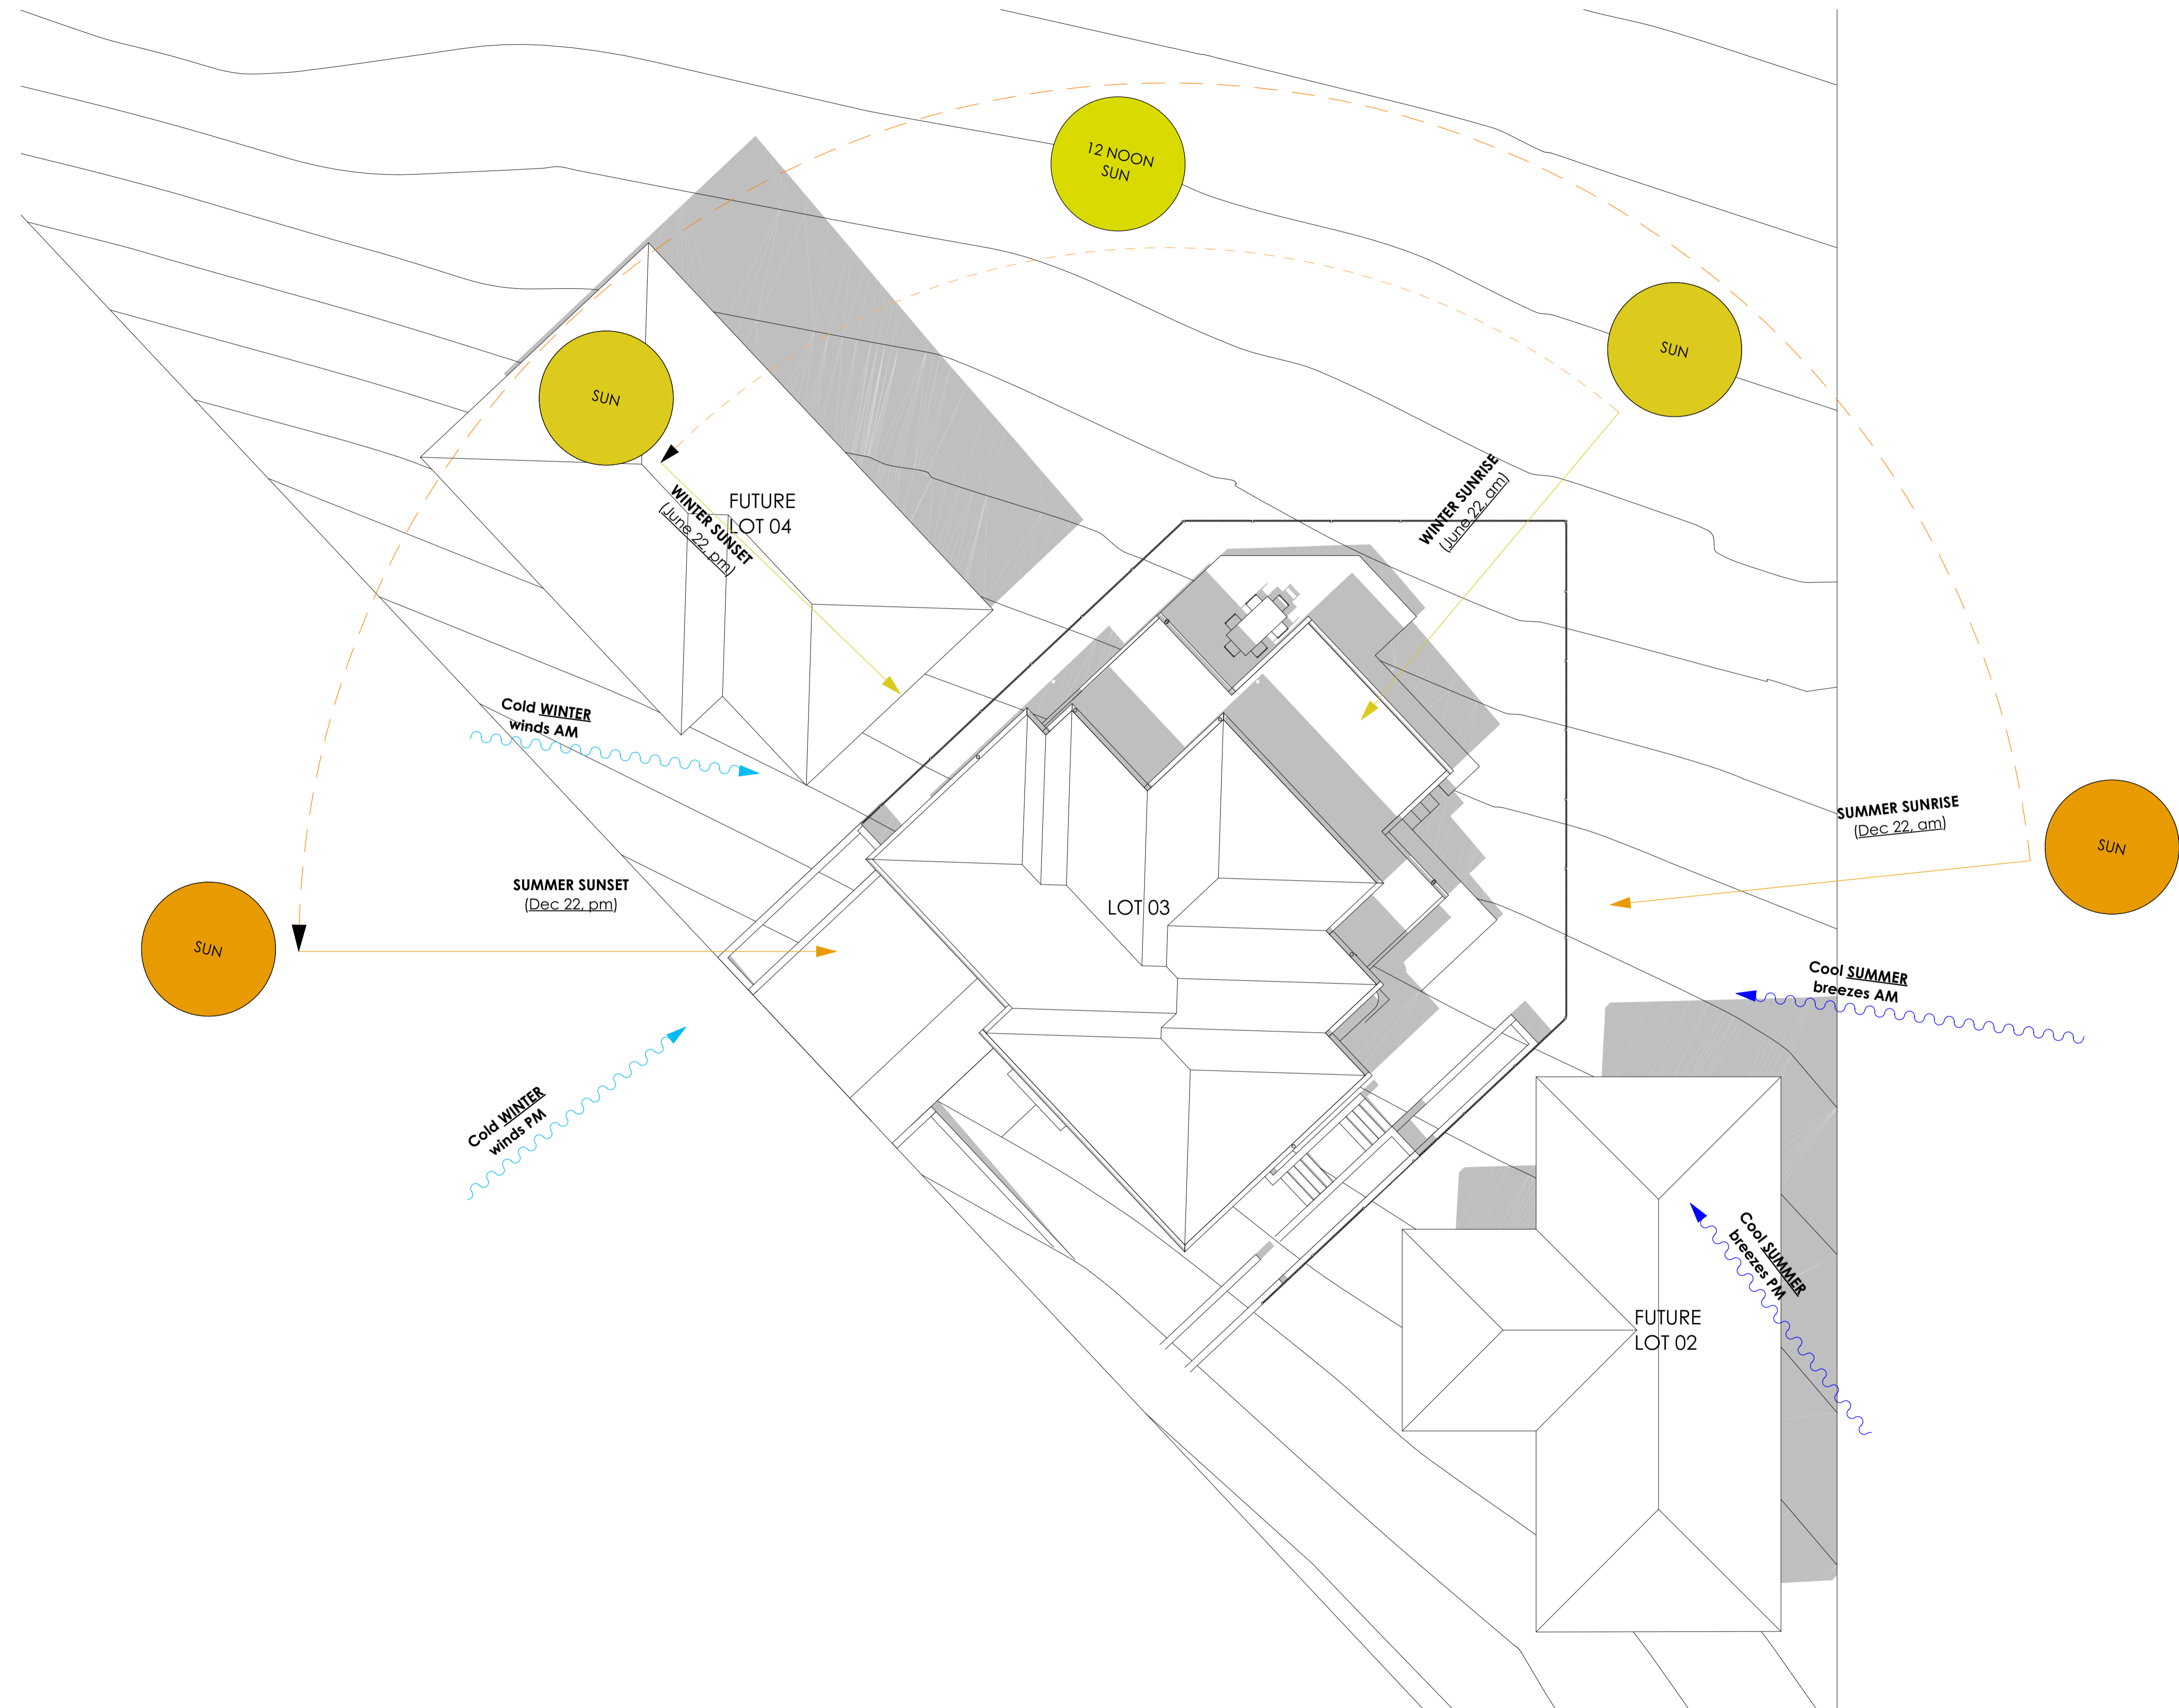 12 NOON
SUN
SUN
SUN
WINTER SUNRISE
(June 22, am)
FUTURE
LOT 04
WINTER SUNSET
(June 22, pm)
Cold WINTER
winds AM
SUMMER SUNRISE
(Dec 22, am)
SUN
SUMMER SUNSET
(Dec 22, pm)
LOT 03
SUN
Cool SUMMER
breezes AM
Cold WINTER
winds PM
Cool SUMMER
breezes PM
FUTURE
LOT 02